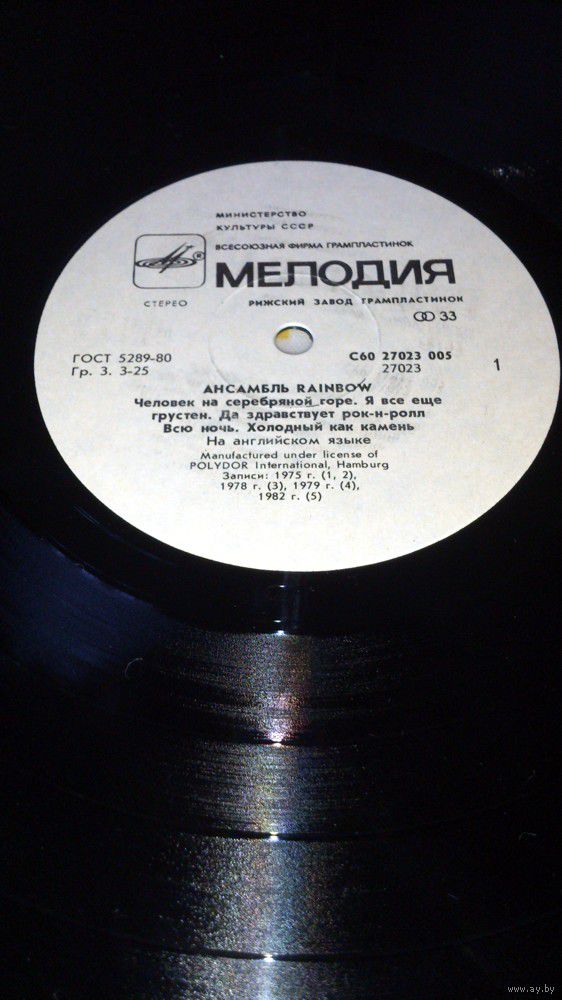 МИНИСТЕРСТВО
КУЛЬТУРЫ СССР
ВСЕСОЮЗНАЯ ФИРМА ГРАМПЛАСТИНОК
®
МЕЛОДИЯ
СТЕРЕО
РИЖСКИЙ ЗАВОД ГРАМПЛАСТИНОК
33
ГОСТ 5289-80
Гр. 3. 3-25
С60 27023 005
27023
1
АНСАМБЛЬ RAINBOW
Человек на серебряной горе. Я все еще
грустен. Да здравствует рок-н-ролл
Всю ночь. Холодный как камень
На английском языке
Manufactured under license of
POLYDOR International, Hamburg
Записи: 1975 г. (1, 2),
1978 г. (3), 1979 г. (4),
1982 г. (5)
www.ay.by